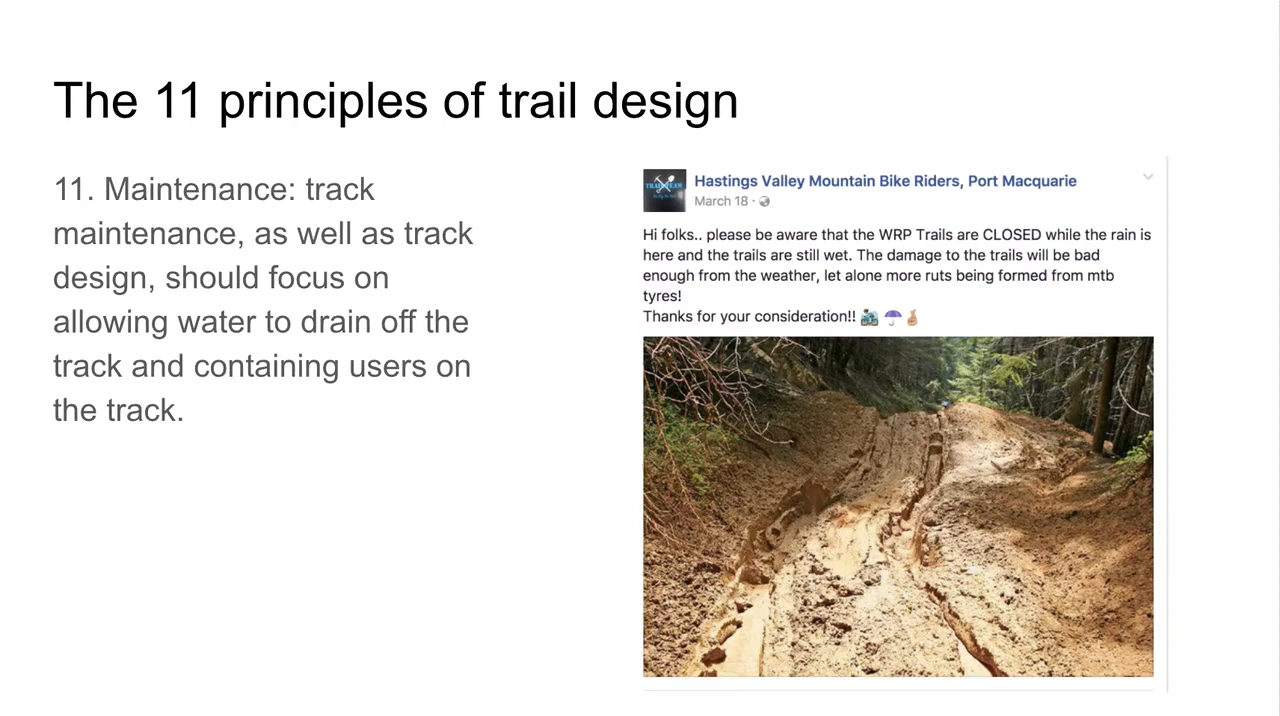 The 11 principles of trail design
11. Maintenance: track
maintenance, as well as track
design, should focus on
allowing water to drain off the
track and containing users on
the track.
Hastings Valley Mountain Bike Riders, Port Macquarie
March 18 ·
Hi folks.. please be aware that the WRP Trails are CLOSED while the rain is
here and the trails are still wet. The damage to the trails will be bad
enough from the weather, let alone more ruts being formed from mtb
tyres!
Thanks for your consideration!!